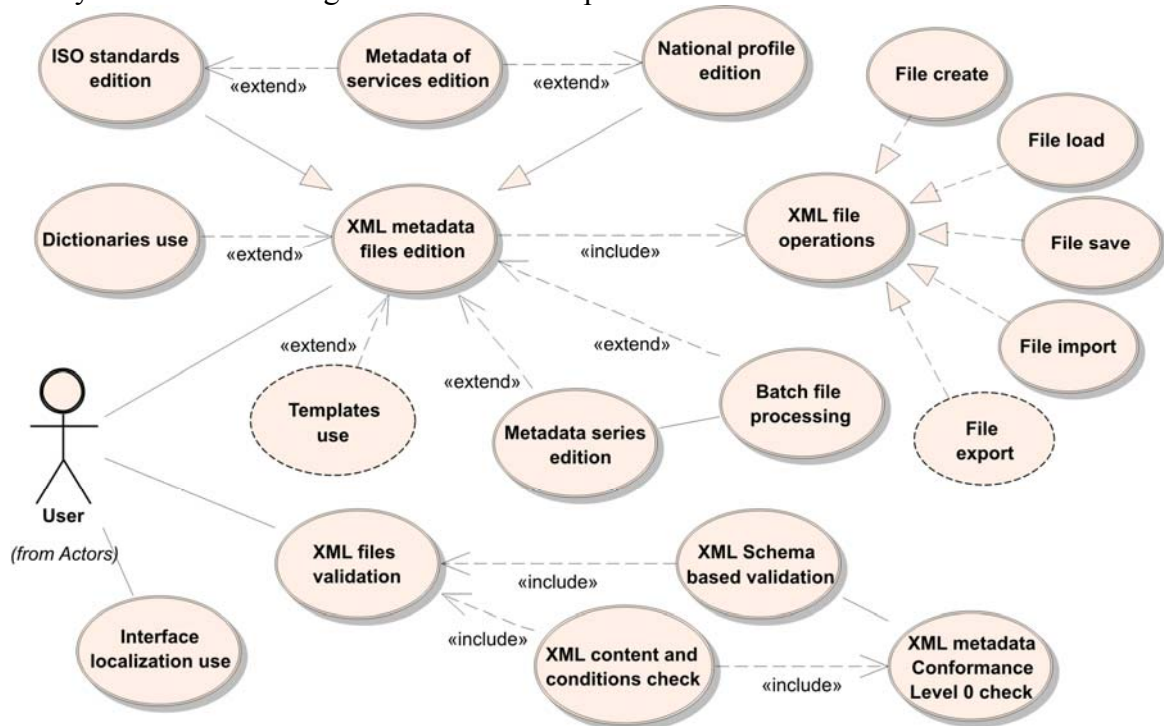 ISO standards
edition
«extend»
Metadata
of services edition
«extend»
National profile
edition
File create
File load
Dictionaries use
«extend»
XML metadata
files edition
«include»
XML file
operations
File save
File import
File
export
«extend»
Templates
use
«extend»
Metadata series
edition
«extend»
Batch file
processing
User
(from Actors)
XML files
validation
«include»
XML Schema
based validation
«include»
XML content and
conditions check
«include»
XML metadata
Conformance
Level 0 check
Interface
localization use